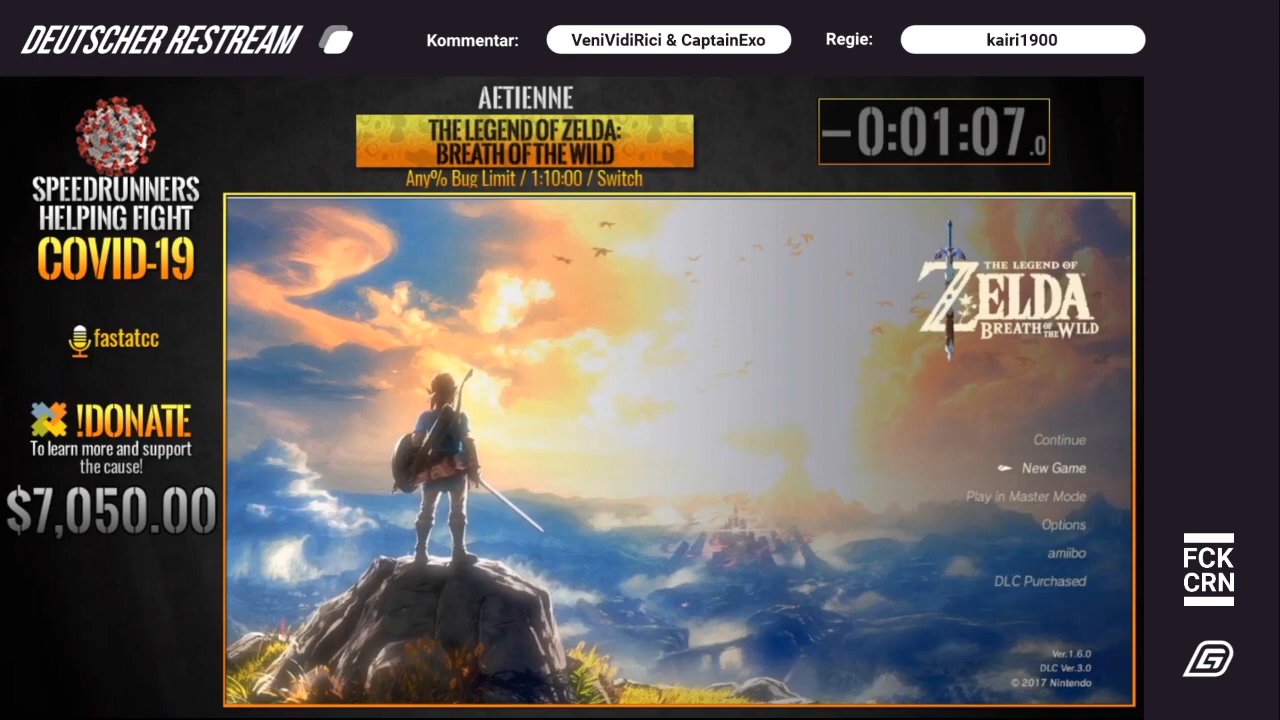 DEUTSCHER RESTREAM
Kommentar:
VeniVidiRici & CaptainExo
Regie:
kairi1900
AETIENNE
THE LEGEND OF ZELDA:
BREATH OF THE WILD
Any% Bug Limit / 1:10:00 / Switch
−0:01:07.0
SPEEDRUNNERS
HELPING FIGHT
COVID-19
fastatcc
!DONATE
To learn more and support
the cause!
$7,050.00
THE LEGEND OF
ZELDA
BREATH OF THE WILD
Continue
New Game
Play in Master Mode
Options
amiibo
DLC Purchased
Ver.1.6.0
DLC Ver.3.0
© 2017 Nintendo
FCK
CRN